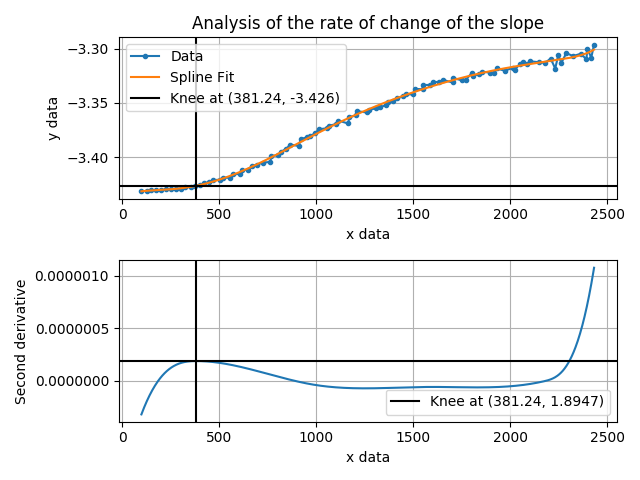 Analysis of the rate of change of the slope
Data
Spline Fit
Knee at (381.24, -3.426)
−3.30
−3.35
−3.40
y data
0 500 1000 1500 2000 2500
x data
0.0000010
0.0000005
0.0000000
Second derivative
Knee at (381.24, 1.8947)
0 500 1000 1500 2000 2500
x data